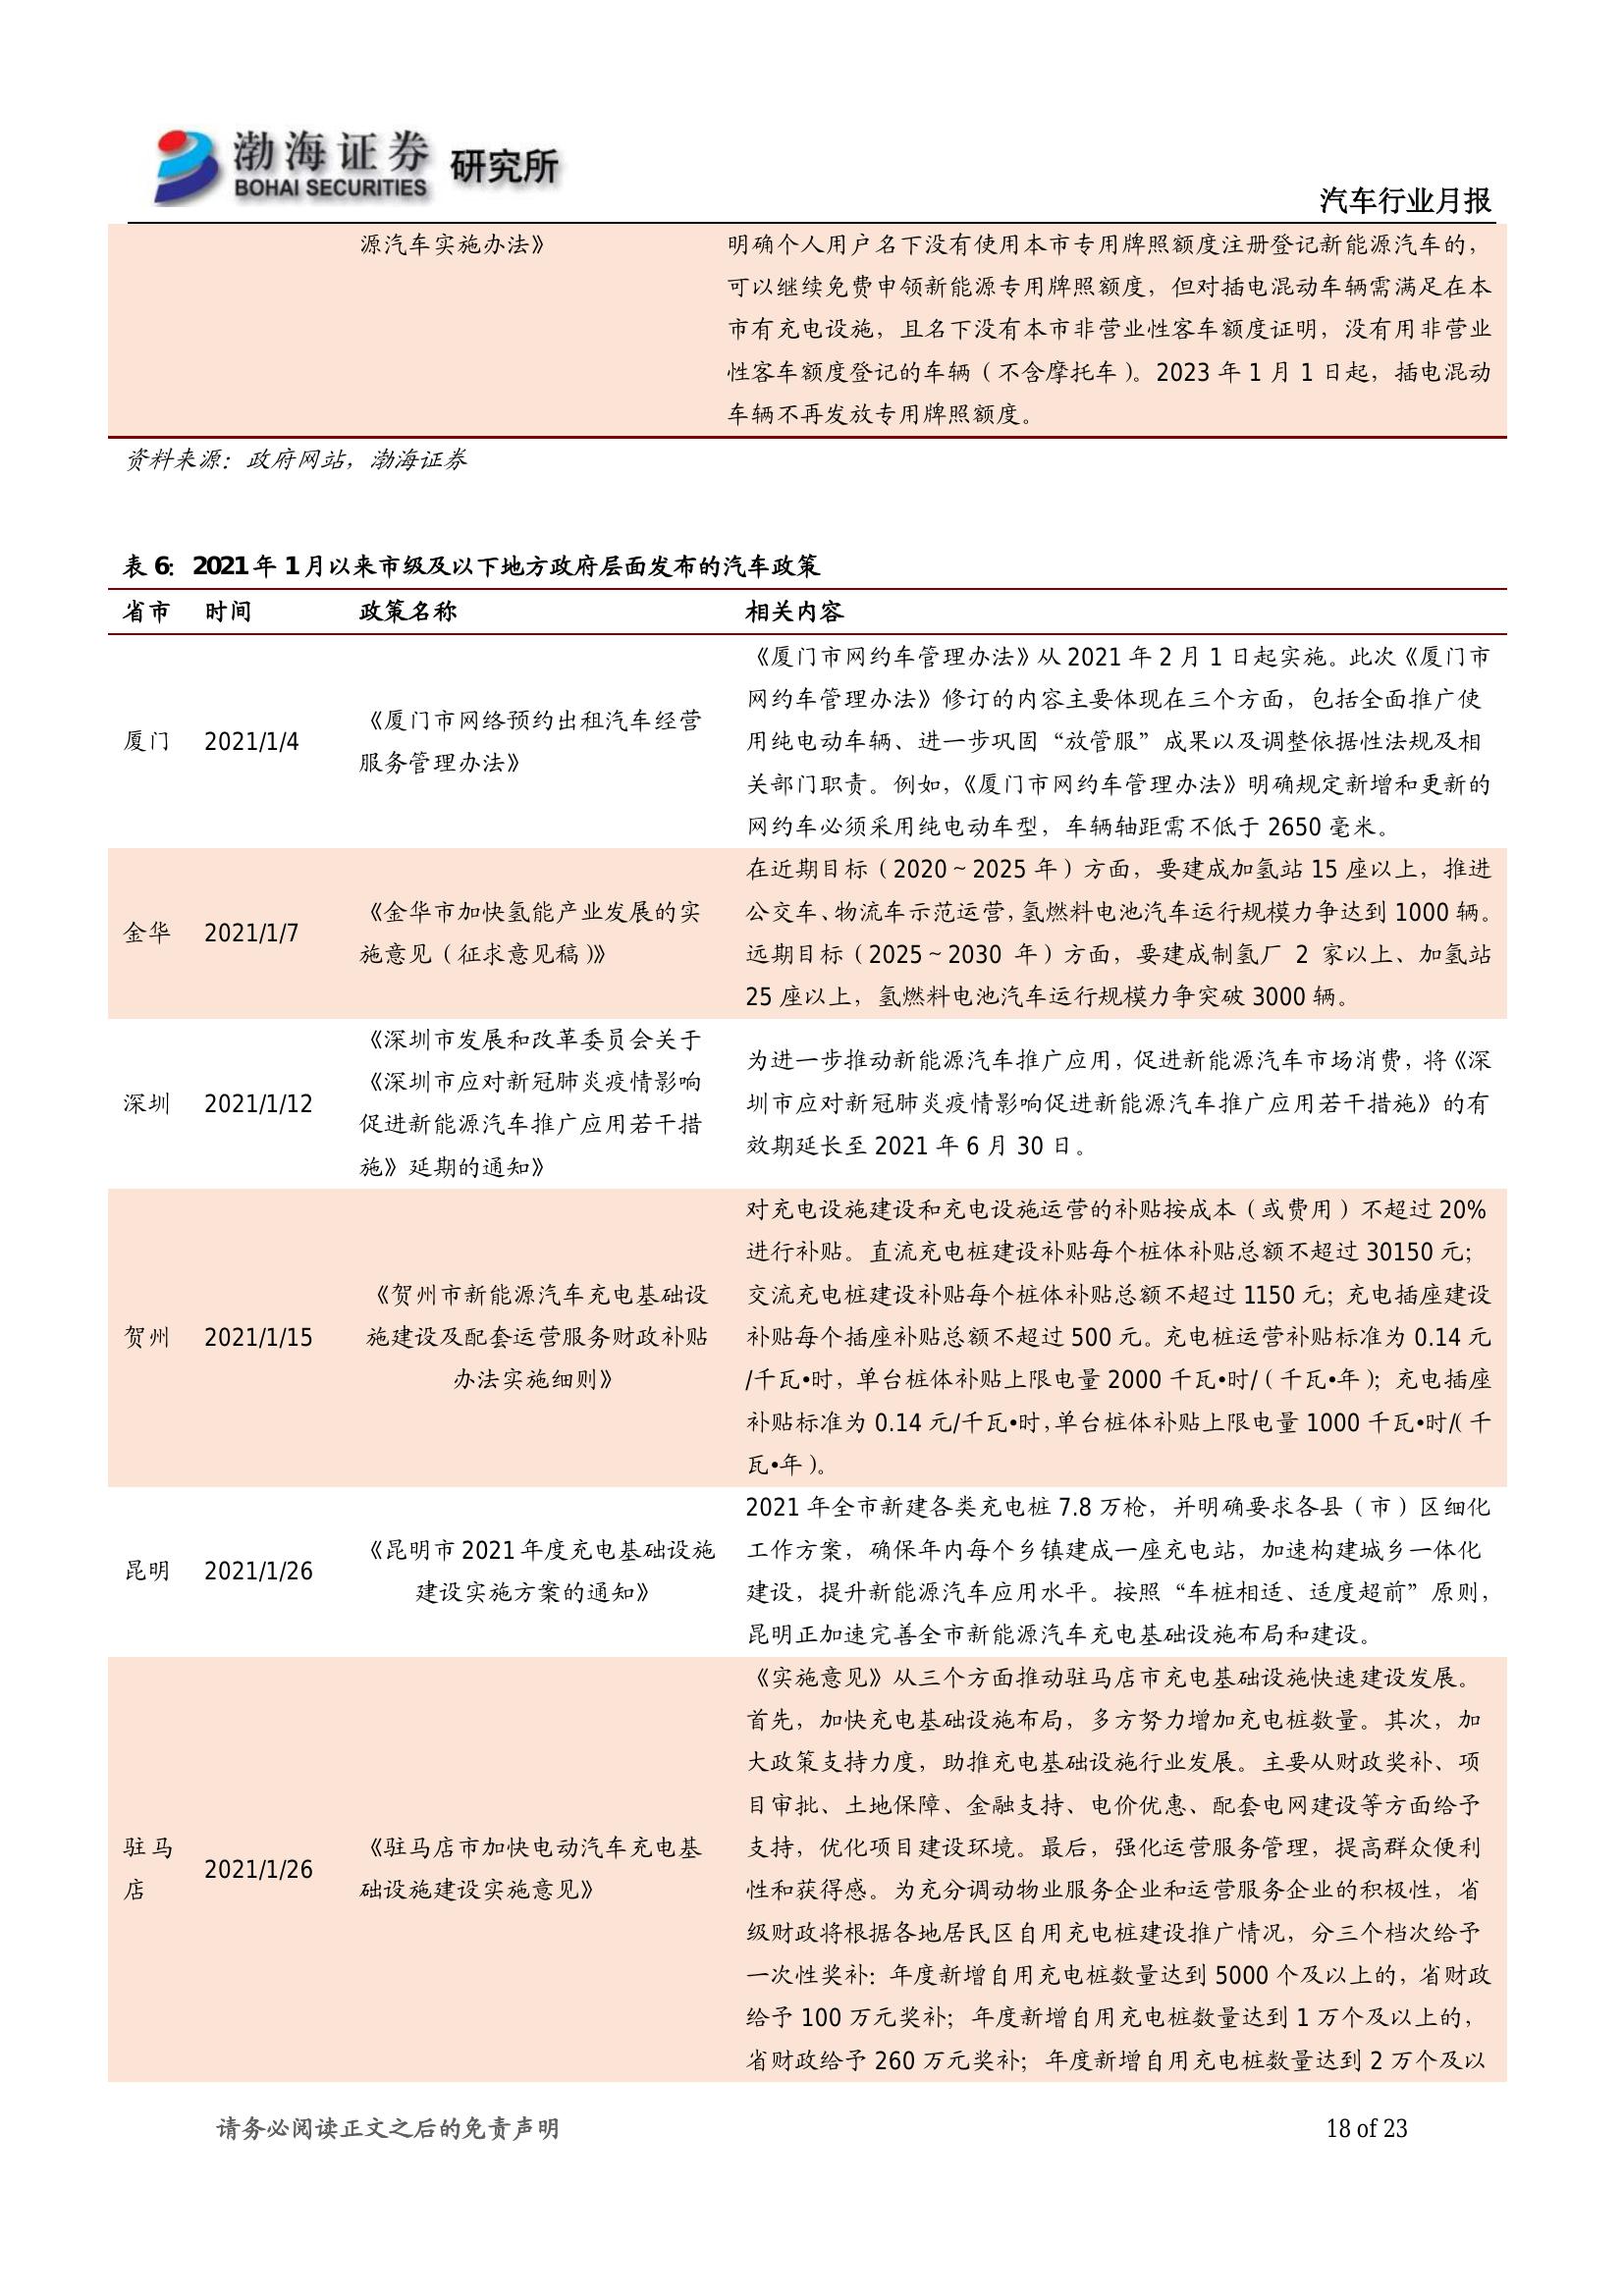 渤海证券 研究所
BOHAI SECURITIES
汽车行业月报
源汽车实施办法》
明确个人用户名下没有使用本市专用牌照额度注册登记新能源汽车的，
可以继续免费申领新能源专用牌照额度，但对插电混动车辆需满足在本
市有充电设施，且名下没有本市非营业性客车额度证明，没有用非营业
性客车额度登记的车辆（不含摩托车）。2023 年 1 月 1 日起，插电混动
车辆不再发放专用牌照额度。
资料来源：政府网站，渤海证券
表 6：2021 年 1 月以来市级及以下地方政府层面发布的汽车政策
省市 时间 政策名称 相关内容
厦门 2021/1/4
《厦门市网络预约出租汽车经营
服务管理办法》
《厦门市网约车管理办法》从 2021 年 2 月 1 日起实施。此次《厦门市
网约车管理办法》修订的内容主要体现在三个方面，包括全面推广使
用纯电动车辆、进一步巩固“放管服”成果以及调整依据性法规及相
关部门职责。例如，《厦门市网约车管理办法》明确规定新增和更新的
网约车必须采用纯电动车型，车辆轴距需不低于 2650 毫米。
金华 2021/1/7
《金华市加快氢能产业发展的实
施意见（征求意见稿）》
在近期目标（2020～2025 年）方面，要建成加氢站 15 座以上，推进
公交车、物流车示范运营，氢燃料电池汽车运行规模力争达到 1000 辆。
远期目标（2025～2030 年）方面，要建成制氢厂 2 家以上、加氢站
25 座以上，氢燃料电池汽车运行规模力争突破 3000 辆。
深圳 2021/1/12
《深圳市发展和改革委员会关于
《深圳市应对新冠肺炎疫情影响
促进新能源汽车推广应用若干措
施》延期的通知》
为进一步推动新能源汽车推广应用，促进新能源汽车市场消费，将《深
圳市应对新冠肺炎疫情影响促进新能源汽车推广应用若干措施》的有
效期延长至 2021 年 6 月 30 日。
贺州 2021/1/15
《贺州市新能源汽车充电基础设
施建设及配套运营服务财政补贴
办法实施细则》
对充电设施建设和充电设施运营的补贴按成本（或费用）不超过 20%
进行补贴。直流充电桩建设补贴每个桩体补贴总额不超过 30150 元；
交流充电桩建设补贴每个桩体补贴总额不超过 1150 元；充电插座建设
补贴每个插座补贴总额不超过 500 元。充电桩运营补贴标准为 0.14 元
/千瓦•时，单台桩体补贴上限电量 2000 千瓦•时/（千瓦•年）；充电插座
补贴标准为 0.14 元/千瓦•时，单台桩体补贴上限电量 1000 千瓦•时/（千
瓦•年）。
昆明 2021/1/26
《昆明市 2021 年度充电基础设施
建设实施方案的通知》
2021 年全市新建各类充电桩 7.8 万枪，并明确要求各县（市）区细化
工作方案，确保年内每个乡镇建成一座充电站，加速构建城乡一体化
建设，提升新能源汽车应用水平。按照“车桩相适、适度超前”原则，
昆明正加速完善全市新能源汽车充电基础设施布局和建设。
驻马
店
2021/1/26
《驻马店市加快电动汽车充电基
础设施建设实施意见》
《实施意见》从三个方面推动驻马店市充电基础设施快速建设发展。
首先，加快充电基础设施布局，多方努力增加充电桩数量。其次，加
大政策支持力度，助推充电基础设施行业发展。主要从财政奖补、项
目审批、土地保障、金融支持、电价优惠、配套电网建设等方面给予
支持，优化项目建设环境。最后，强化运营服务管理，提高群众便利
性和获得感。为充分调动物业服务企业和运营服务企业的积极性，省
级财政将根据各地居民区自用充电桩建设推广情况，分三个档次给予
一次性奖补：年度新增自用充电桩数量达到 5000 个及以上的，省财政
给予 100 万元奖补；年度新增自用充电桩数量达到 1 万个及以上的，
省财政给予 260 万元奖补；年度新增自用充电桩数量达到 2 万个及以
请务必阅读正文之后的免责声明
18 of 23